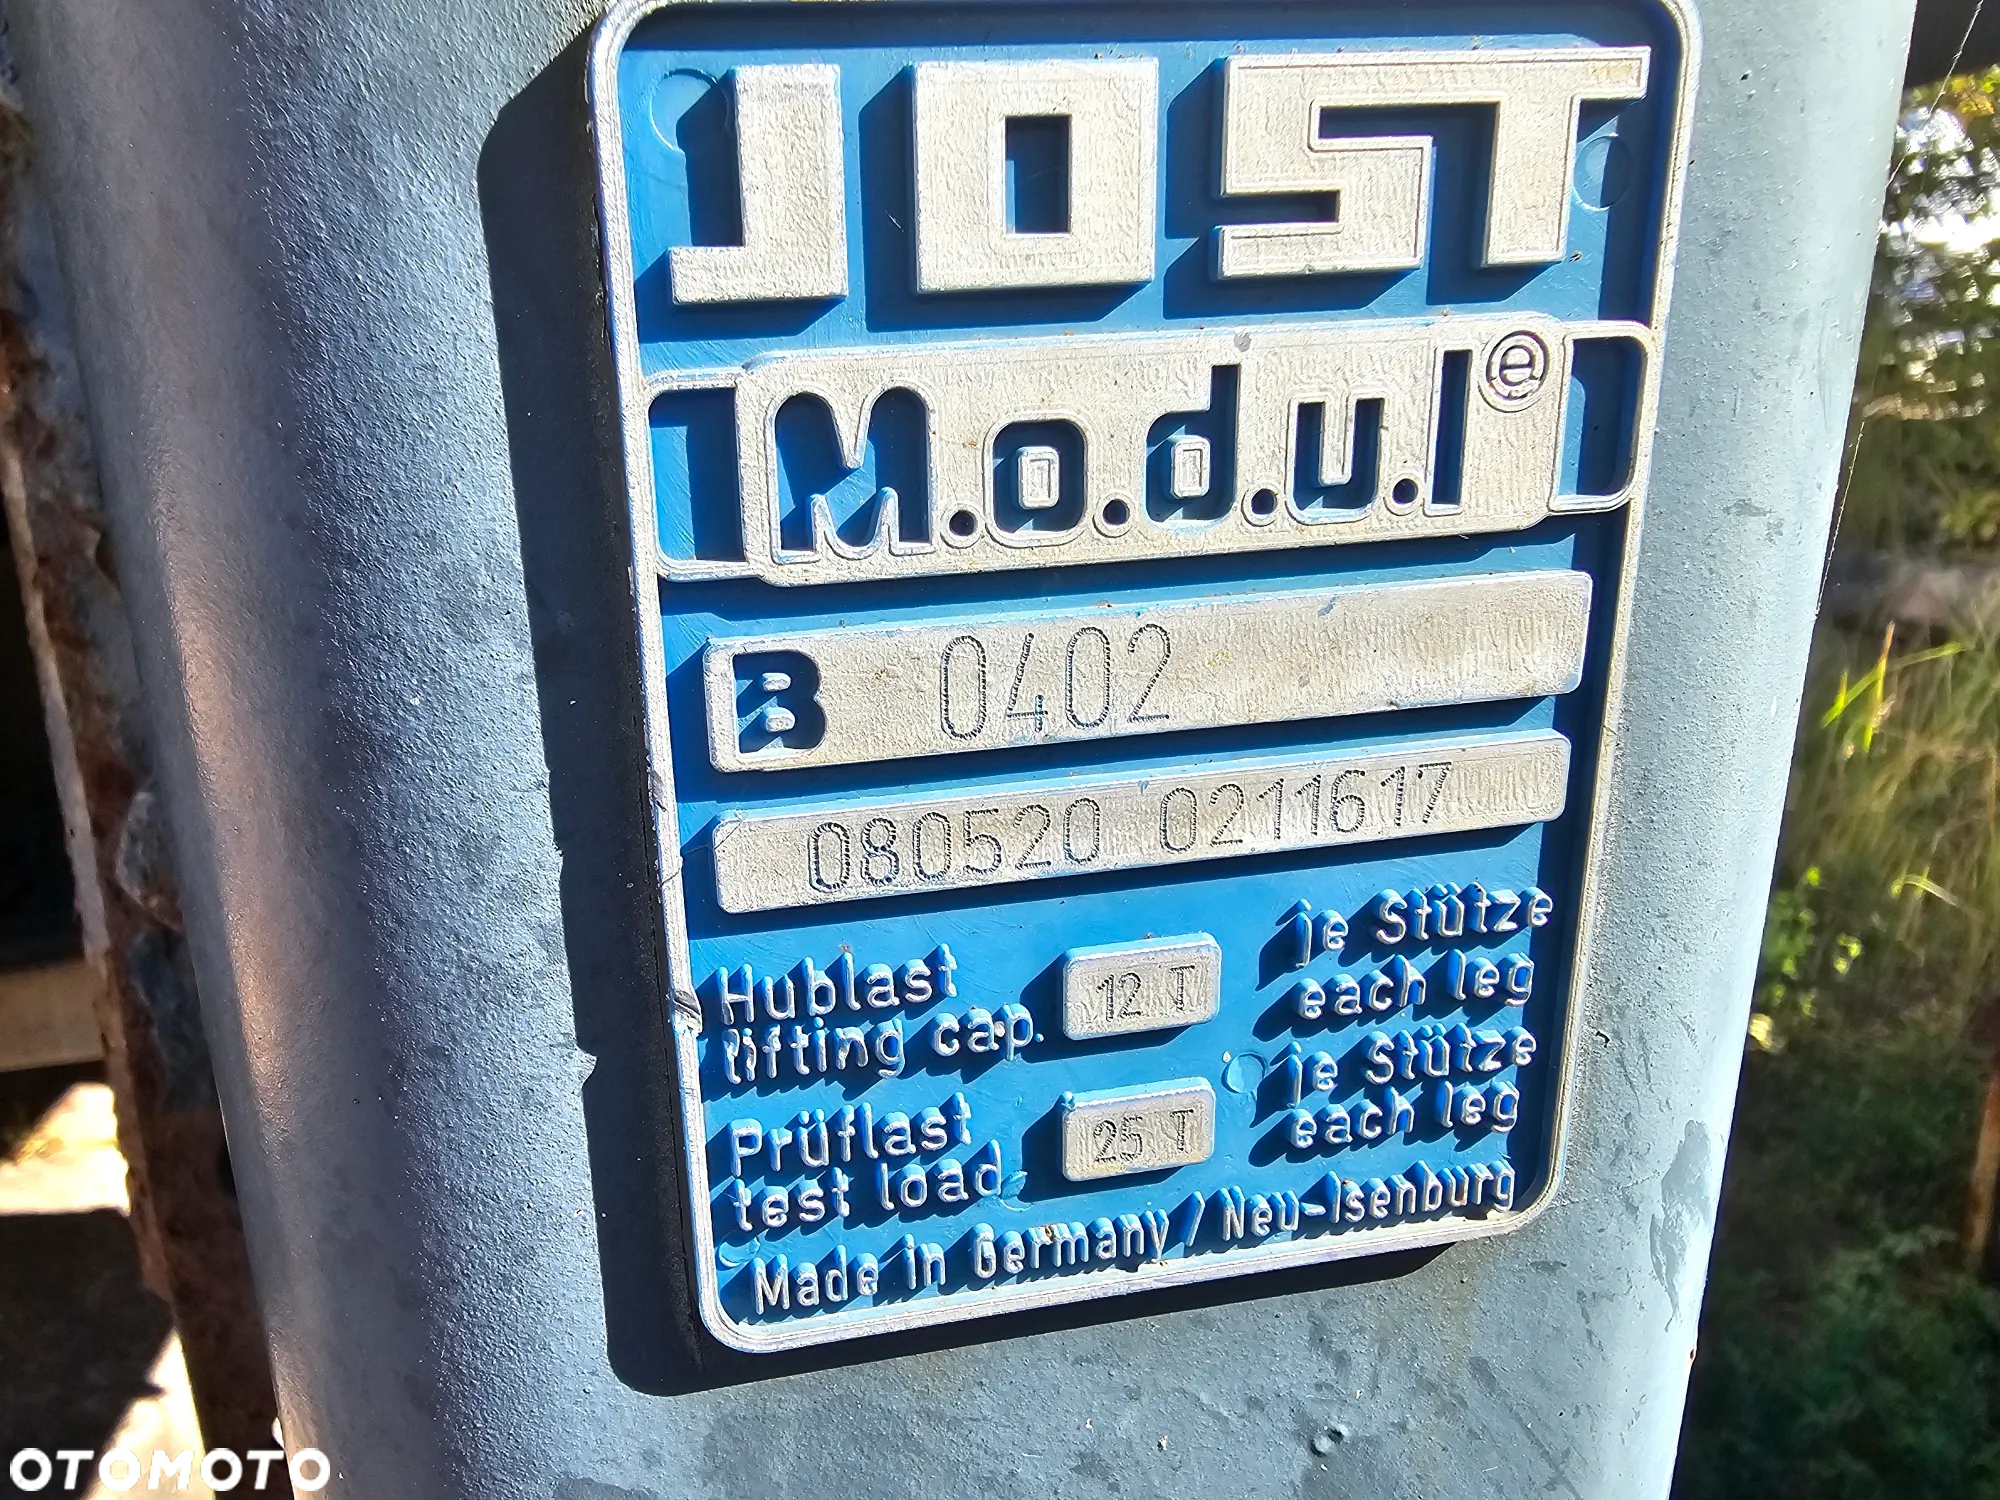 JOST
M.o.d.u.l ⓔ
B 0402
080520 0211617
Hublast 12 T je Stütze
lifting cap. each leg
Prüflast 25 T je Stütze
test load each leg
Made in Germany / Neu-Isenburg
OTOMOTO